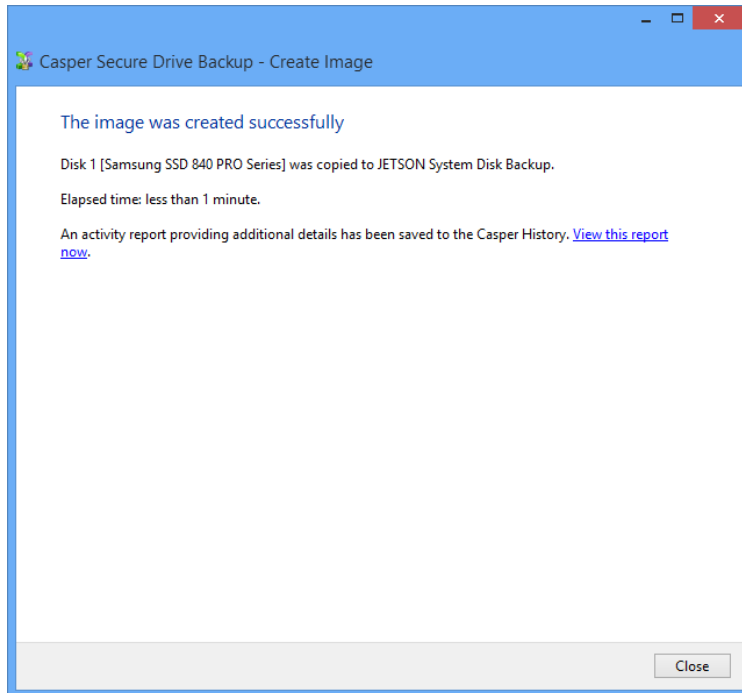 Casper Secure Drive Backup - Create Image
The image was created successfully
Disk 1 [Samsung SSD 840 PRO Series] was copied to JETSON System Disk Backup.
Elapsed time: less than 1 minute.
An activity report providing additional details has been saved to the Casper History. View this report
now.
Close